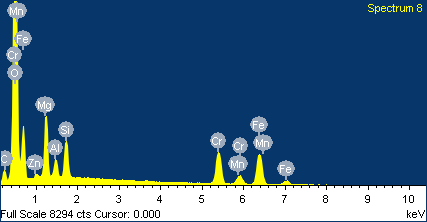 Spectrum 8
Mn
Fe
Cr
O
Mg
Si
C
Zn
Al
Cr
Cr
Mn
Fe
Mn
Fe
0 1 2 3 4 5 6 7 8 9 10
Full Scale 8294 cts Cursor: 0.000 keV